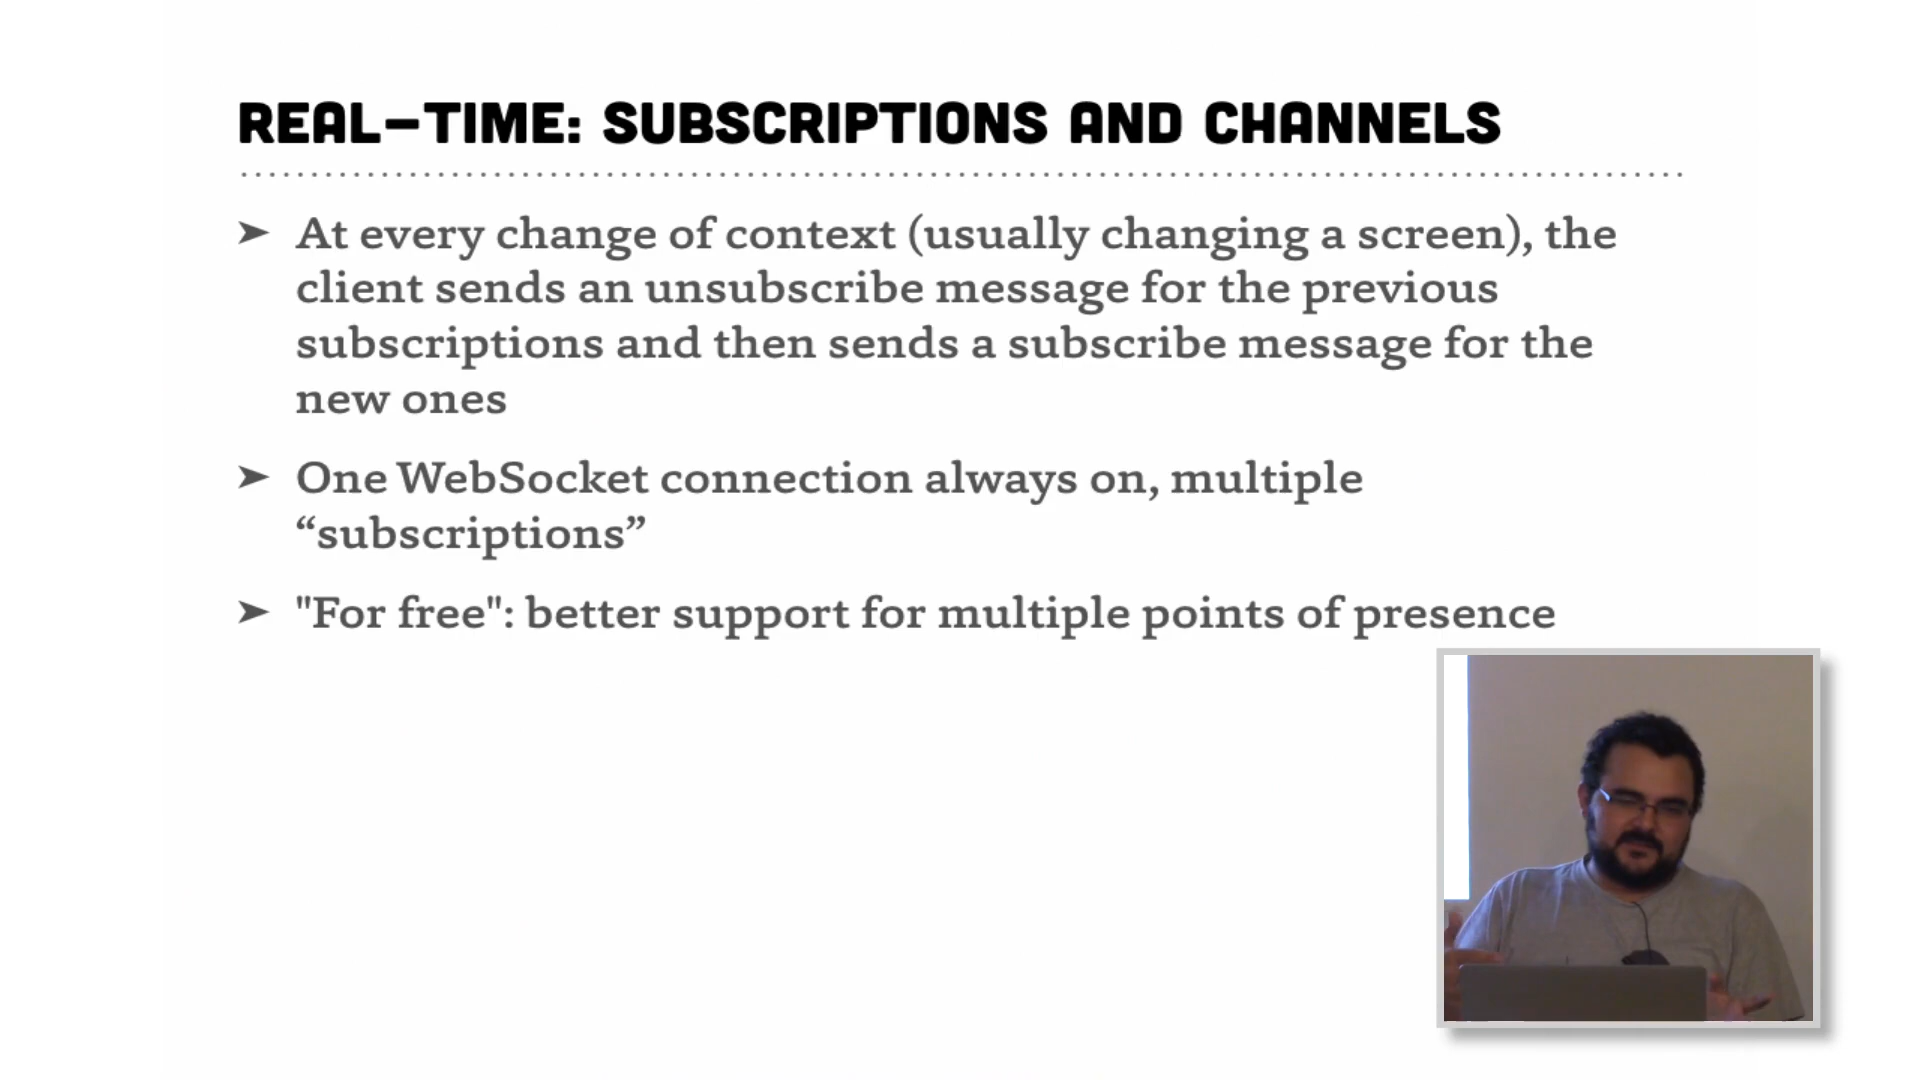 REAL-TIME: SUBSCRIPTIONS AND CHANNELS
➤ At every change of context (usually changing a screen), the
client sends an unsubscribe message for the previous
subscriptions and then sends a subscribe message for the
new ones
➤ One WebSocket connection always on, multiple
“subscriptions”
➤ "For free": better support for multiple points of presence